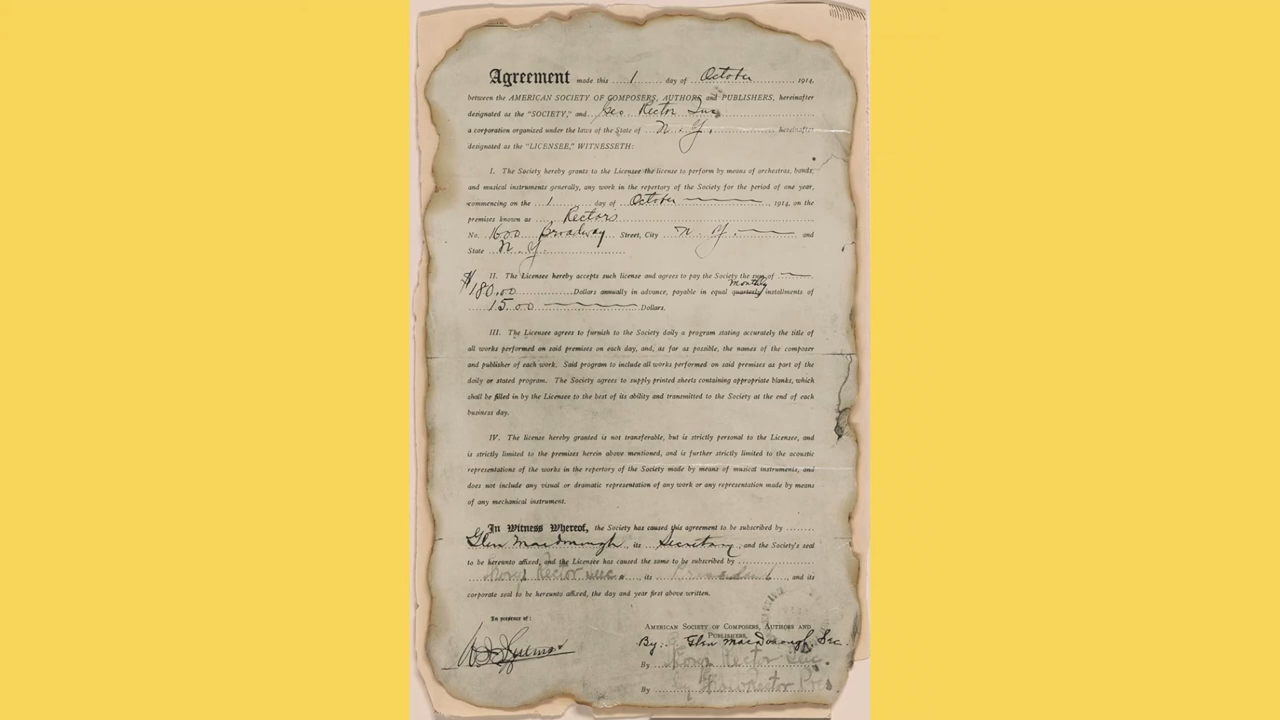 Agreement made this 1 day of October 1914,
between the AMERICAN SOCIETY OF COMPOSERS, AUTHORS and PUBLISHERS, hereinafter
designated as the "SOCIETY," and Geo Rector Inc
a corporation organized under the laws of the State of N. Y. hereinafter
designated as the "LICENSEE," WITNESSETH:
I. The Society hereby grants to the Licensee the license to perform by means of orchestras, bands,
and musical instruments generally, any work in the repertory of the Society for the period of one year,
commencing on the 1 day of October 1914, on the
premises known as Rectors
No. 1600 Broadway Street, City N. Y. and
State N. Y.
II. The Licensee hereby accepts such license and agrees to pay the Society the sum of
monthly
$180.00 Dollars annually in advance, payable in equal quarterly installments of
15.00 Dollars.
III. The Licensee agrees to furnish to the Society daily a program stating accurately the title of
all works performed on said premises on each day, and, as far as possible, the names of the composer
and publisher of each work. Said program to include all works performed on said premises as part of the
daily or stated program. The Society agrees to supply printed sheets containing appropriate blanks, which
shall be filled in by the Licensee to the best of its ability and transmitted to the Society at the end of each
business day.
IV. The license hereby granted is not transferable, but is strictly personal to the Licensee, and
is strictly limited to the premises herein above mentioned, and is further strictly limited to the acoustic
representations of the works in the repertory of the Society made by means of musical instruments, and
does not include any visual or dramatic representation of any work or any representation made by means
of any mechanical instrument.
In Witness Whereof, the Society has caused this agreement to be subscribed by
Glen MacDonough, its Secretary, and the Society's seal
to be hereunto affixed, and the Licensee has caused the same to be subscribed by
Rector its and its
corporate seal to be hereunto affixed, the day and year first above written.
In presence of:
AMERICAN SOCIETY OF COMPOSERS, AUTHORS AND
PUBLISHERS,
By: Glen MacDonough, Sec.
By Rector Inc.
By Rector Pres